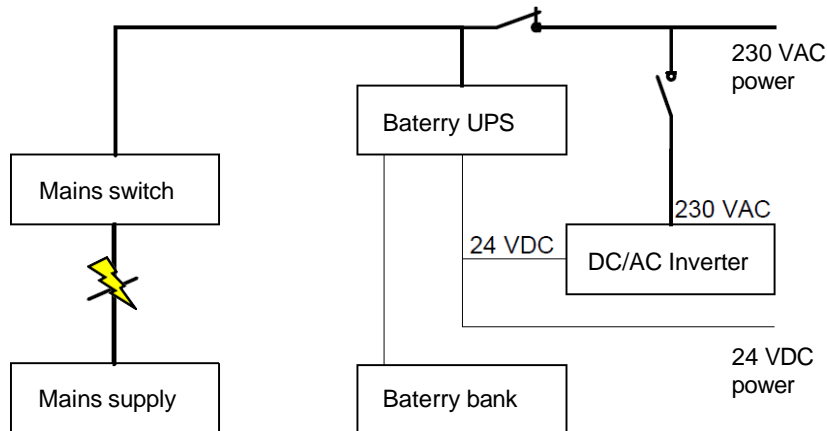 230 VAC
power
Baterry UPS
Mains switch
230 VAC
24 VDC
DC/AC Inverter
24 VDC
power
Mains supply
Baterry bank